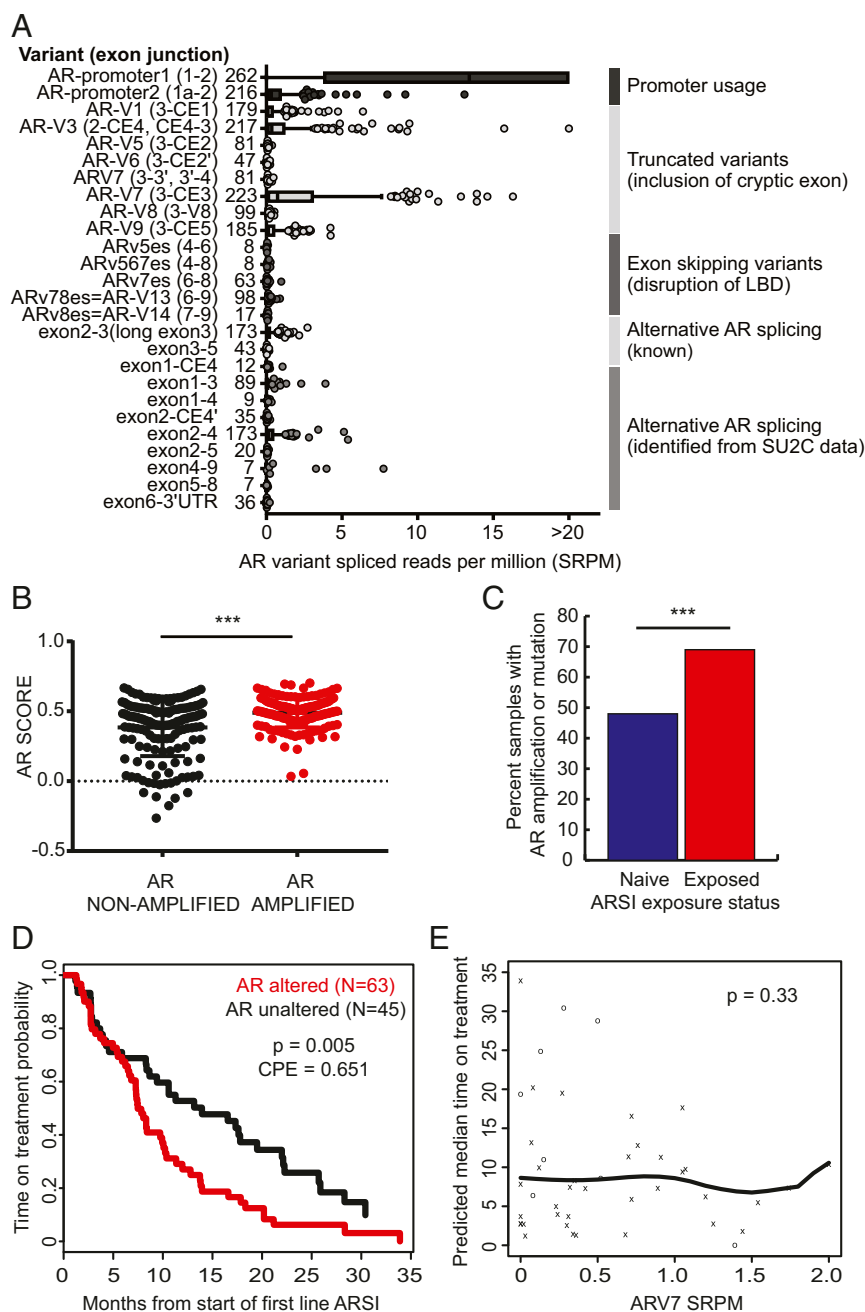 A
Variant (exon junction)
AR-promoter1 (1-2) 262
AR-promoter2 (1a-2) 216
AR-V1 (3-CE1) 179
AR-V3 (2-CE4, CE4-3) 217
AR-V5 (3-CE2) 81
AR-V6 (3-CE2') 47
ARV7 (3-3', 3'-4) 81
AR-V7 (3-CE3) 223
AR-V8 (3-V8) 99
AR-V9 (3-CE5) 185
ARv5es (4-6) 8
ARv567es (4-8) 8
ARv7es (6-8) 63
ARv78es=AR-V13 (6-9) 98
ARv8es=AR-V14 (7-9) 17
exon2-3(long exon3) 173
exon3-5 43
exon1-CE4 12
exon1-3 89
exon1-4 9
exon2-CE4' 35
exon2-4 173
exon2-5 20
exon4-9 7
exon5-8 7
exon6-3'UTR 36
0 5 10 15 >20
AR variant spliced reads per million (SRPM)
Promoter usage
Truncated variants
(inclusion of cryptic exon)
Exon skipping variants
(disruption of LBD)
Alternative AR splicing
(known)
Alternative AR splicing
(identified from SU2C data)
B
***
AR SCORE
1.0
0.5
0.0
-0.5
AR
NON-AMPLIFIED
AR
AMPLIFIED
C
***
Percent samples with
AR amplification or mutation
80
70
60
50
40
30
20
10
0
Naive Exposed
ARSI exposure status
D
Time on treatment probability
1.0
0.8
0.6
0.4
0.2
0.0
AR altered (N=63)
AR unaltered (N=45)
p = 0.005
CPE = 0.651
0 5 10 15 20 25 30 35
Months from start of first line ARSI
E
Predicted median time on treatment
35
30
25
20
15
10
5
0
p = 0.33
0 0.5 1.0 1.5 2.0
ARV7 SRPM